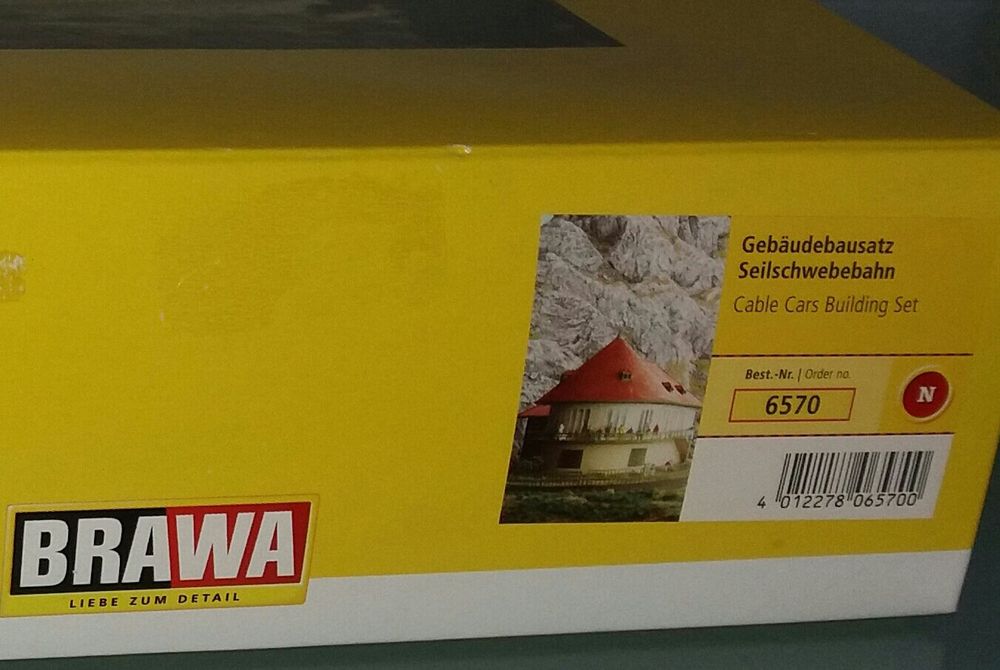 Gebäudebausatz
Seilschwebebahn
Cable Cars Building Set
Best.-Nr. | Order no.
6570
N
4 012278 065700
BRAWA
LIEBE ZUM DETAIL